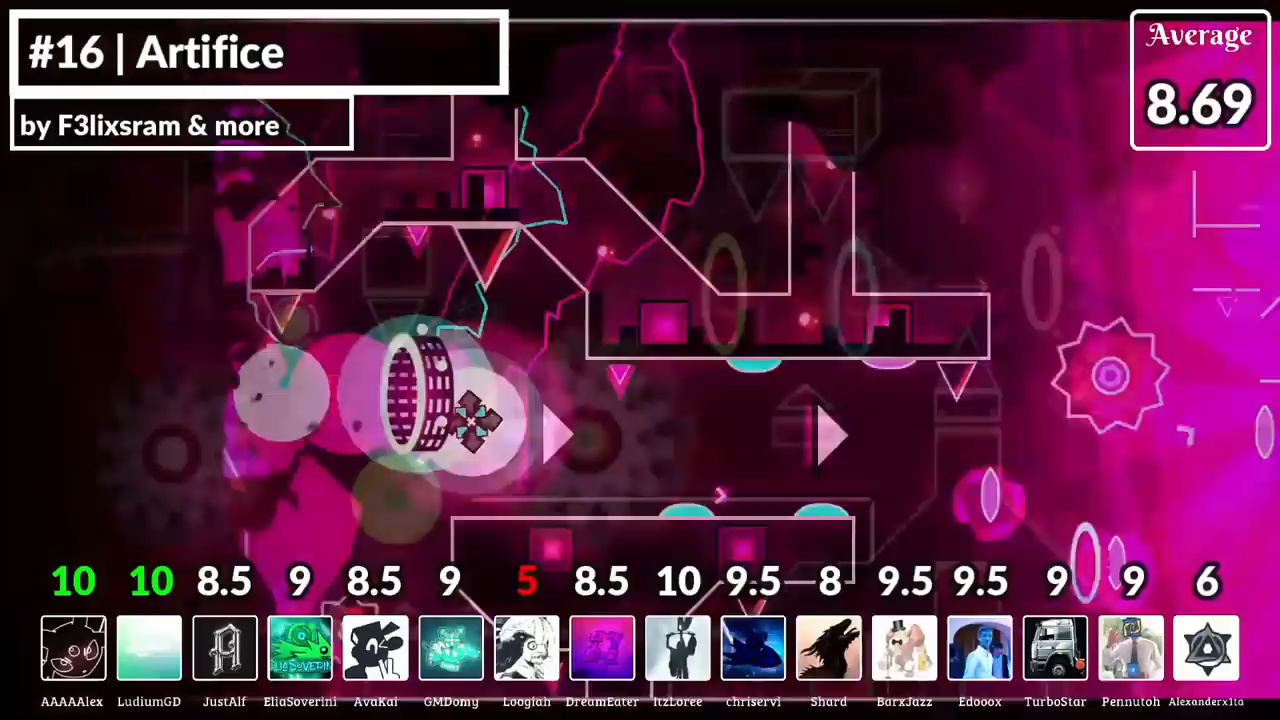 #16 | Artifice
by F3lixsram & more
Average
8.69
10 10 8.5 9 8.5 9 5 8.5 10 9.5 8 9.5 9.5 9 9 6
ELIASOVERINI
AAAAAlex LudiumGD JustAlf EliaSoverini AvaKai GMDomy Loogiah DreamEater ItzLoree chriservl Shard BarxJazz Edooox TurboStar Pennutoh Alexanderx1ta